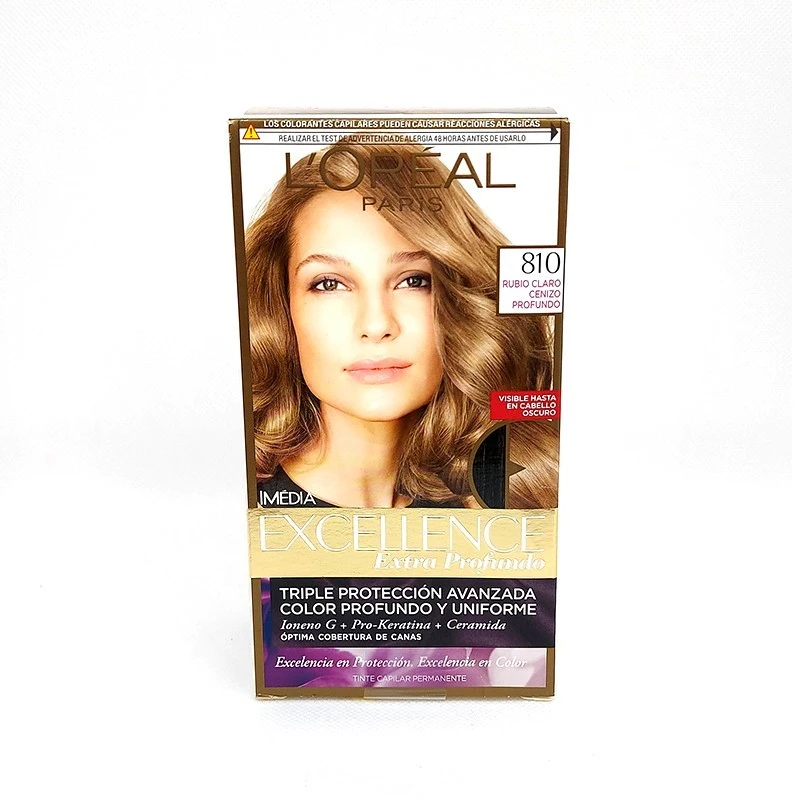 LOS COLORANTES CAPILARES PUEDEN CAUSAR REACCIONES ALÉRGICAS
REALIZAR EL TEST DE ADVERTENCIA DE ALERGIA 48 HORAS ANTES DE USARLO
L'ORÉAL
PARIS
810
RUBIO CLARO
CENIZO
PROFUNDO
VISIBLE HASTA
EN CABELLO
OSCURO
IMÉDIA
EXCELLENCE
Extra Profundo
TRIPLE PROTECCIÓN AVANZADA
COLOR PROFUNDO Y UNIFORME
Ioneno G + Pro-Keratina + Ceramida
ÓPTIMA COBERTURA DE CANAS
Excelencia en Protección, Excelencia en Color
TINTE CAPILAR PERMANENTE